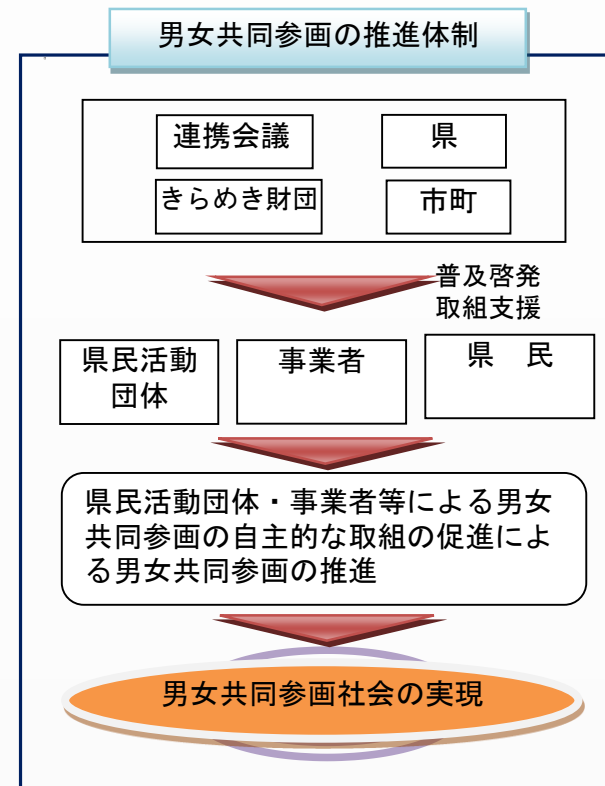 男女共同参画の推進体制
連携会議
県
きらめき財団
市町
普及啓発
取組支援
県民活動
団体
事業者
県　民
県民活動団体・事業者等による男女
共同参画の自主的な取組の促進によ
る男女共同参画の推進
男女共同参画社会の実現